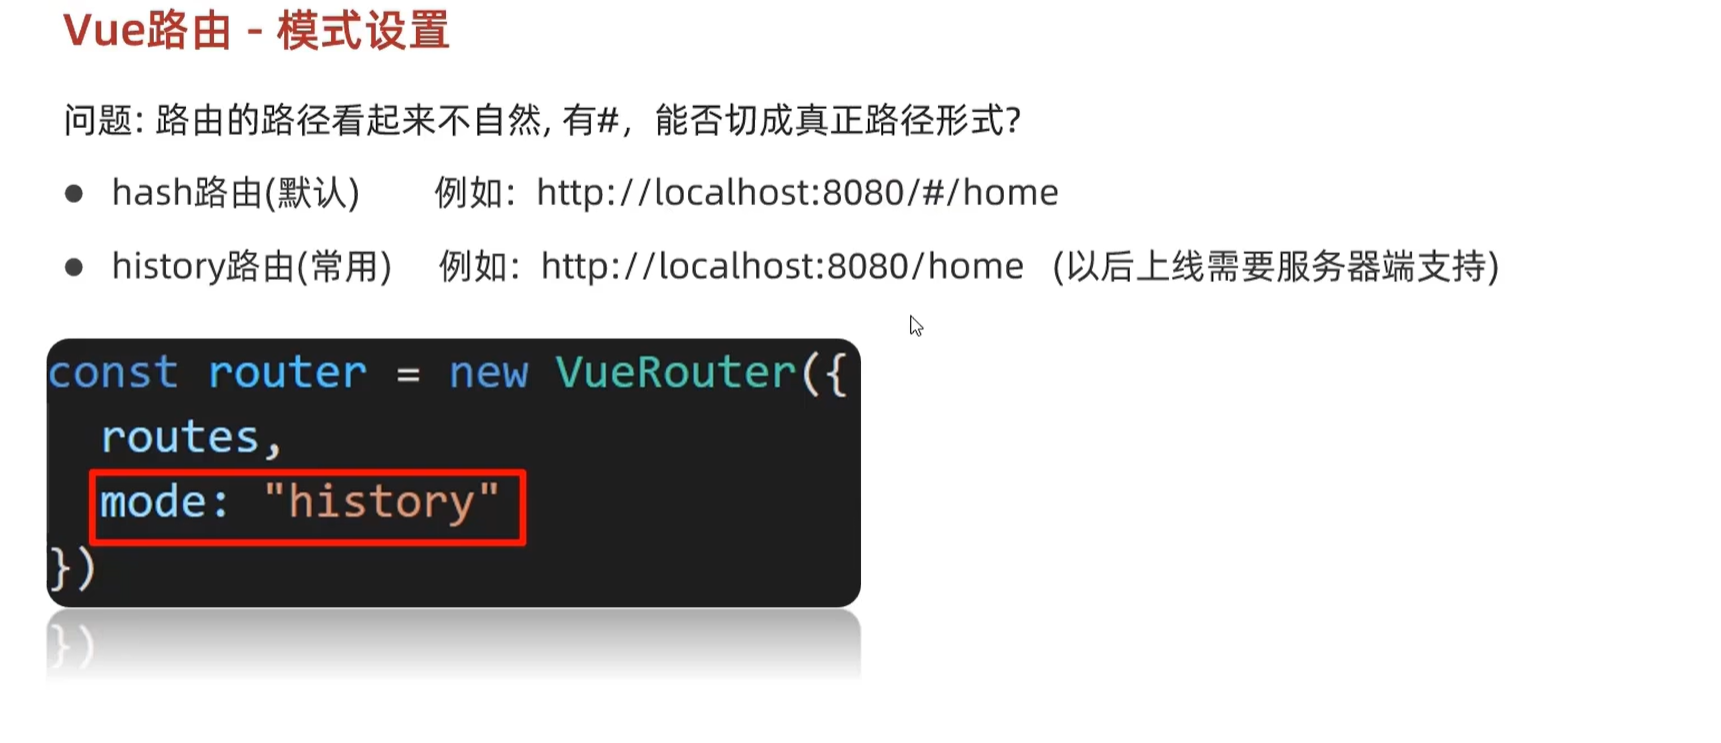 Vue路由 - 模式设置
问题: 路由的路径看起来不自然, 有#，能否切成真正路径形式?
● hash路由(默认) 例如：http://localhost:8080/#/home
● history路由(常用) 例如：http://localhost:8080/home (以后上线需要服务器端支持)
const router = new VueRouter({
  routes,
  mode: "history"
})
})